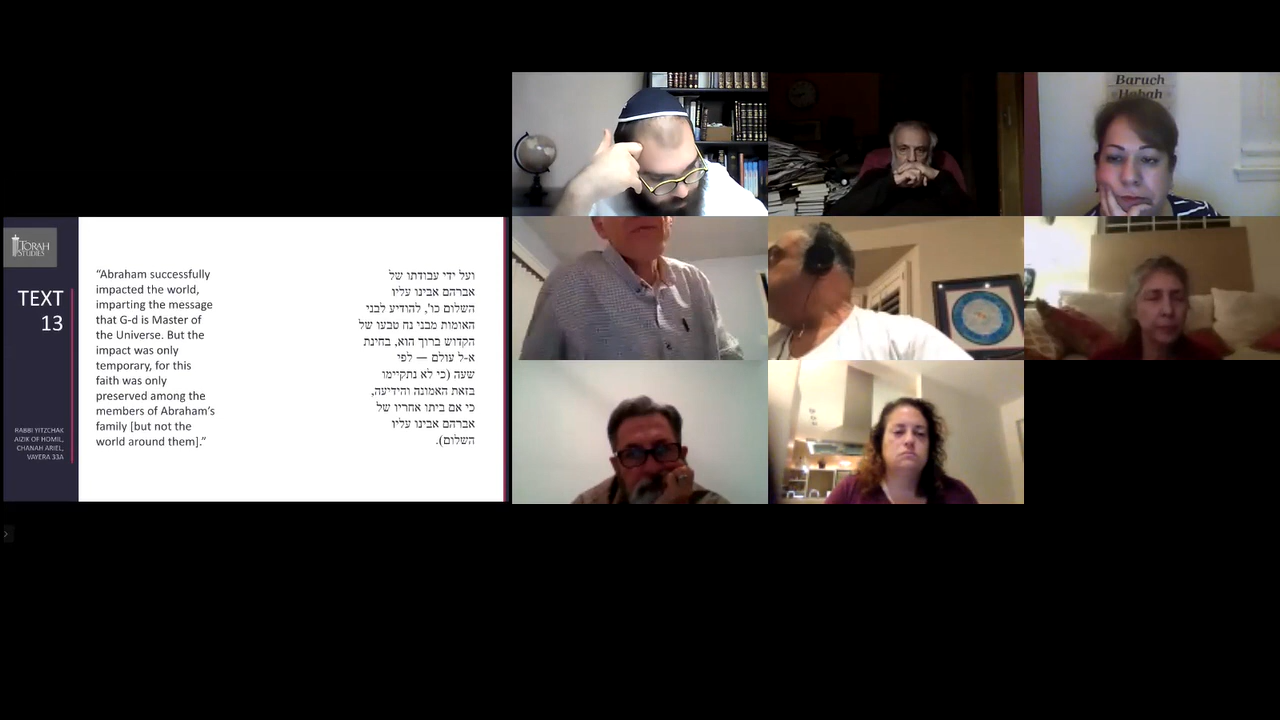 TORAH
STUDIES
TEXT
13
RABBI YITZCHAK
AIZIK OF HOMIL,
CHANAH ARIEL,
VAYERA 33A
“Abraham successfully
impacted the world,
imparting the message
that G-d is Master of
the Universe. But the
impact was only
temporary, for this
faith was only
preserved among the
members of Abraham’s
family [but not the
world around them].”
ועל ידי עבודתו של
אברהם אבינו עליו
השלום כו', להודיע לבני
האומות מבני נח טבעו של
הקדוש ברוך הוא, בחינת
א-ל עולם — לפי
שעה (כי לא נתקיימו
בזאת האמונה והידיעה,
כי אם ביתו אחריו של
אברהם אבינו עליו
השלום).
Baruch
Habah